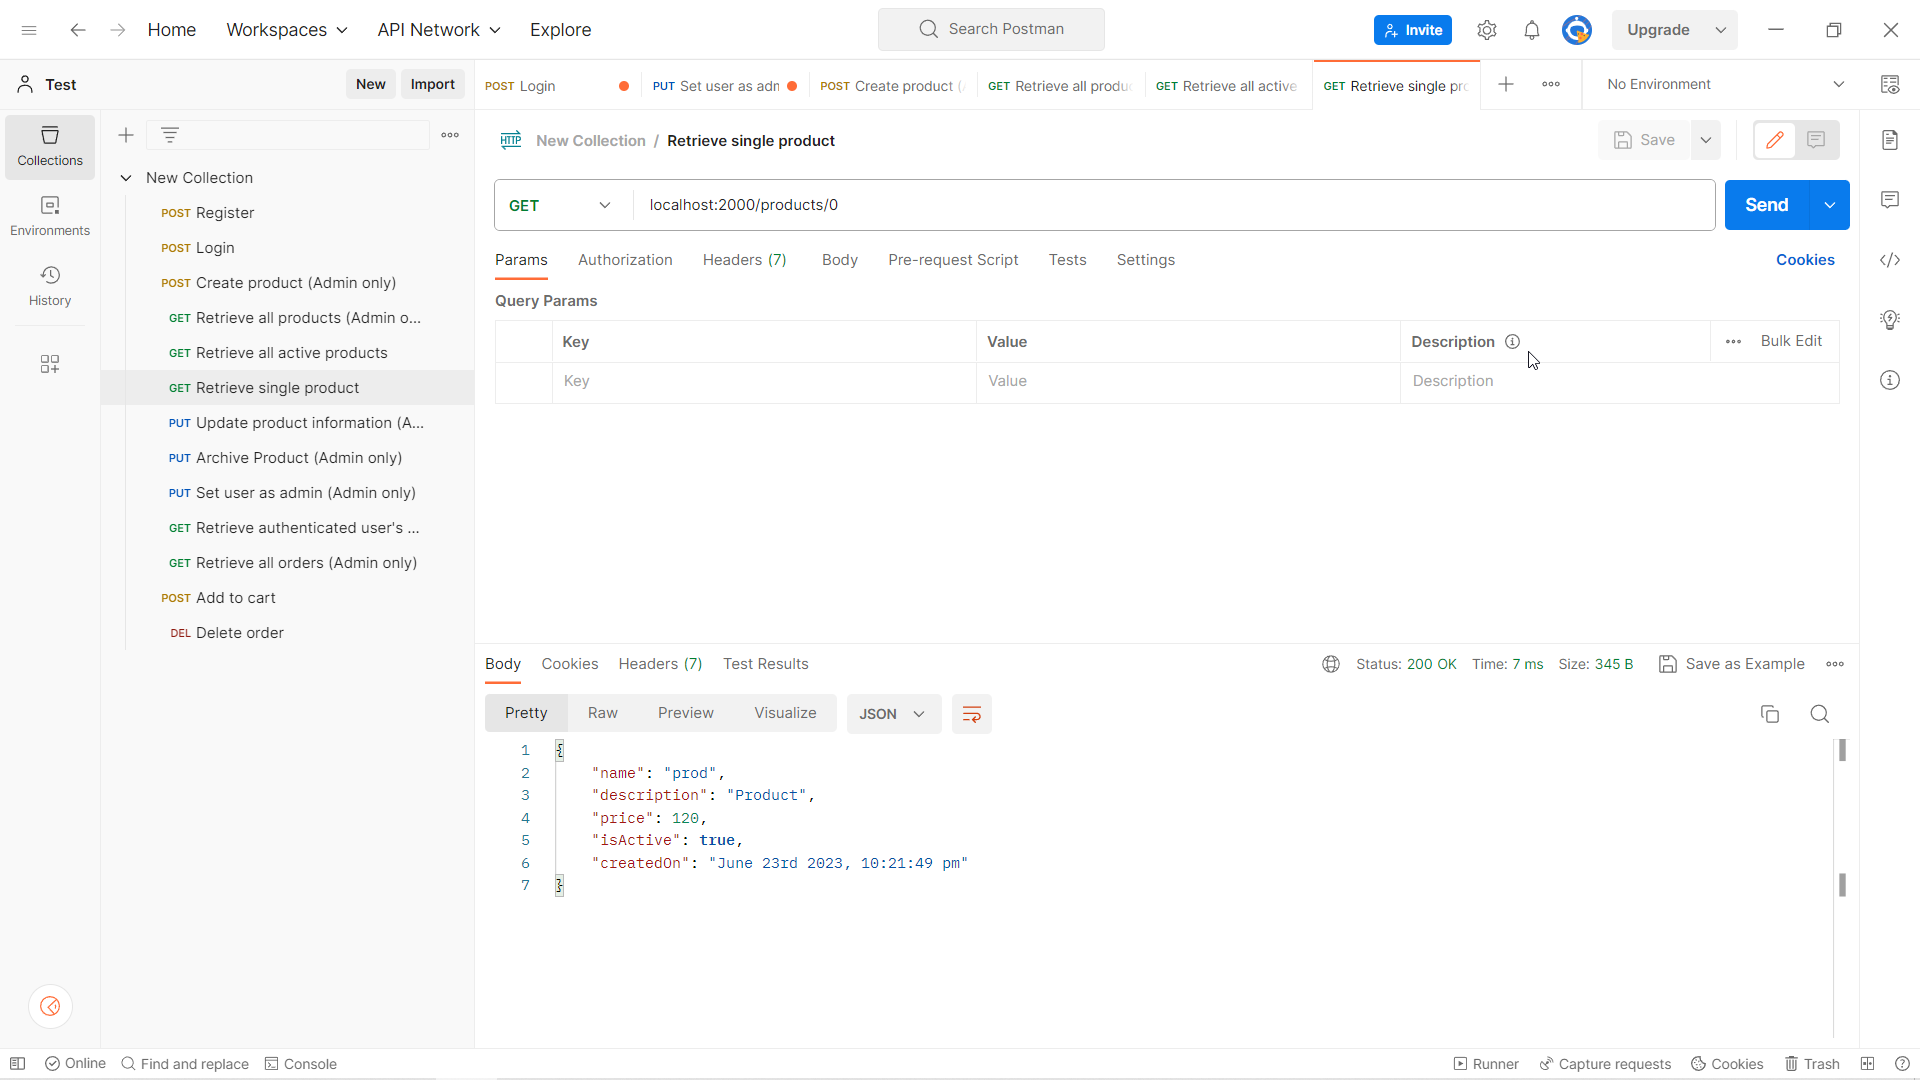 Home Workspaces API Network Explore Search Postman Invite Upgrade
Test New Import
POST Login PUT Set user as adn POST Create product ( GET Retrieve all produ GET Retrieve all active GET Retrieve single pro No Environment
Collections
Environments
History
New Collection
POST Register
POST Login
POST Create product (Admin only)
GET Retrieve all products (Admin o...
GET Retrieve all active products
GET Retrieve single product
PUT Update product information (A...
PUT Archive Product (Admin only)
PUT Set user as admin (Admin only)
GET Retrieve authenticated user's ...
GET Retrieve all orders (Admin only)
POST Add to cart
DEL Delete order
HTTP New Collection / Retrieve single product Save
GET localhost:2000/products/0 Send
Params Authorization Headers (7) Body Pre-request Script Tests Settings Cookies
Query Params
Key Value Description Bulk Edit
Key Value Description
Body Cookies Headers (7) Test Results Status: 200 OK Time: 7 ms Size: 345 B Save as Example
Pretty Raw Preview Visualize JSON
1 {
2 "name": "prod",
3 "description": "Product",
4 "price": 120,
5 "isActive": true,
6 "createdOn": "June 23rd 2023, 10:21:49 pm"
7 }
Online Find and replace Console Runner Capture requests Cookies Trash